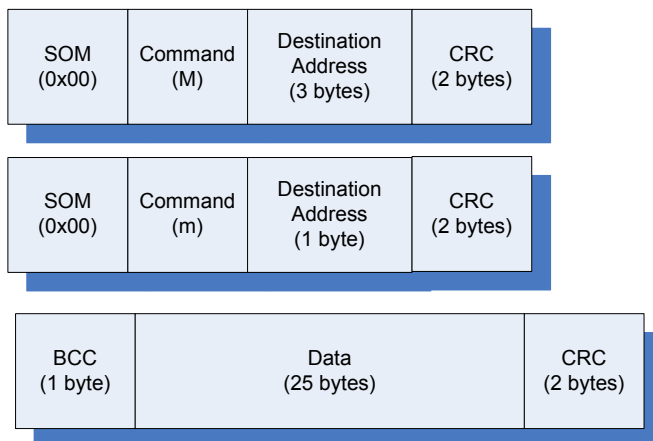 SOM
(0x00)
Command
(M)
Destination
Address
(3 bytes)
CRC
(2 bytes)
SOM
(0x00)
Command
(m)
Destination
Address
(1 byte)
CRC
(2 bytes)
BCC
(1 byte)
Data
(25 bytes)
CRC
(2 bytes)